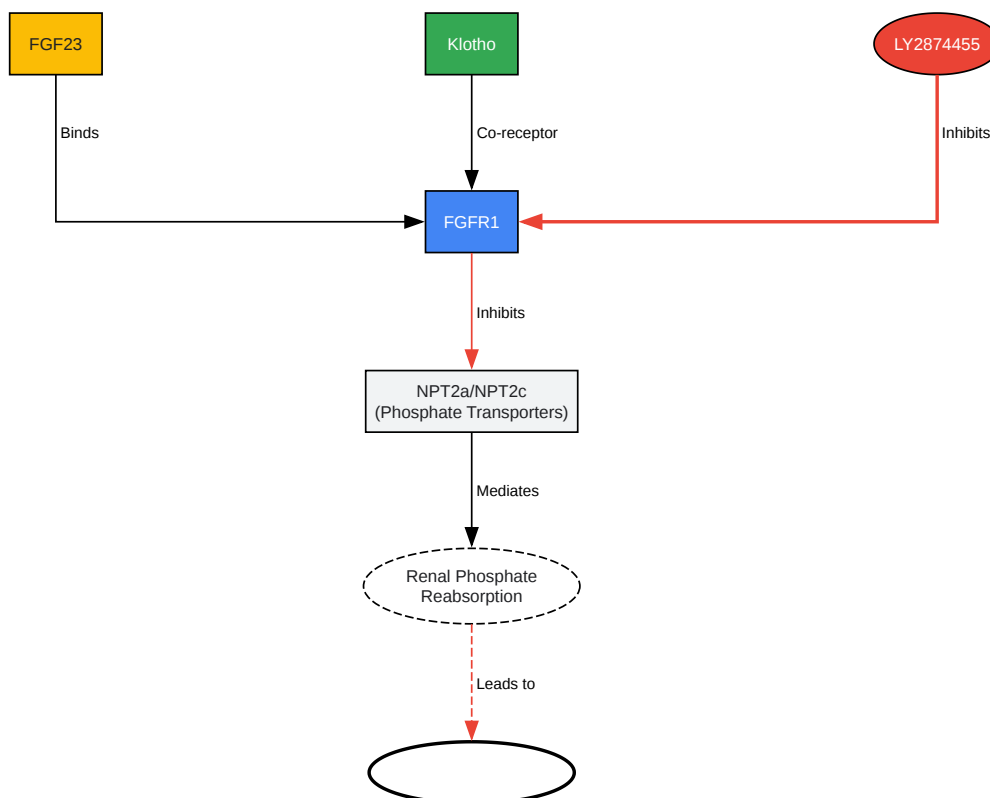 FGF23
Klotho
LY2874455
Binds
Co-receptor
Inhibits
FGFR1
Inhibits
NPT2a/NPT2c
(Phosphate Transporters)
Mediates
Renal Phosphate
Reabsorption
Leads to